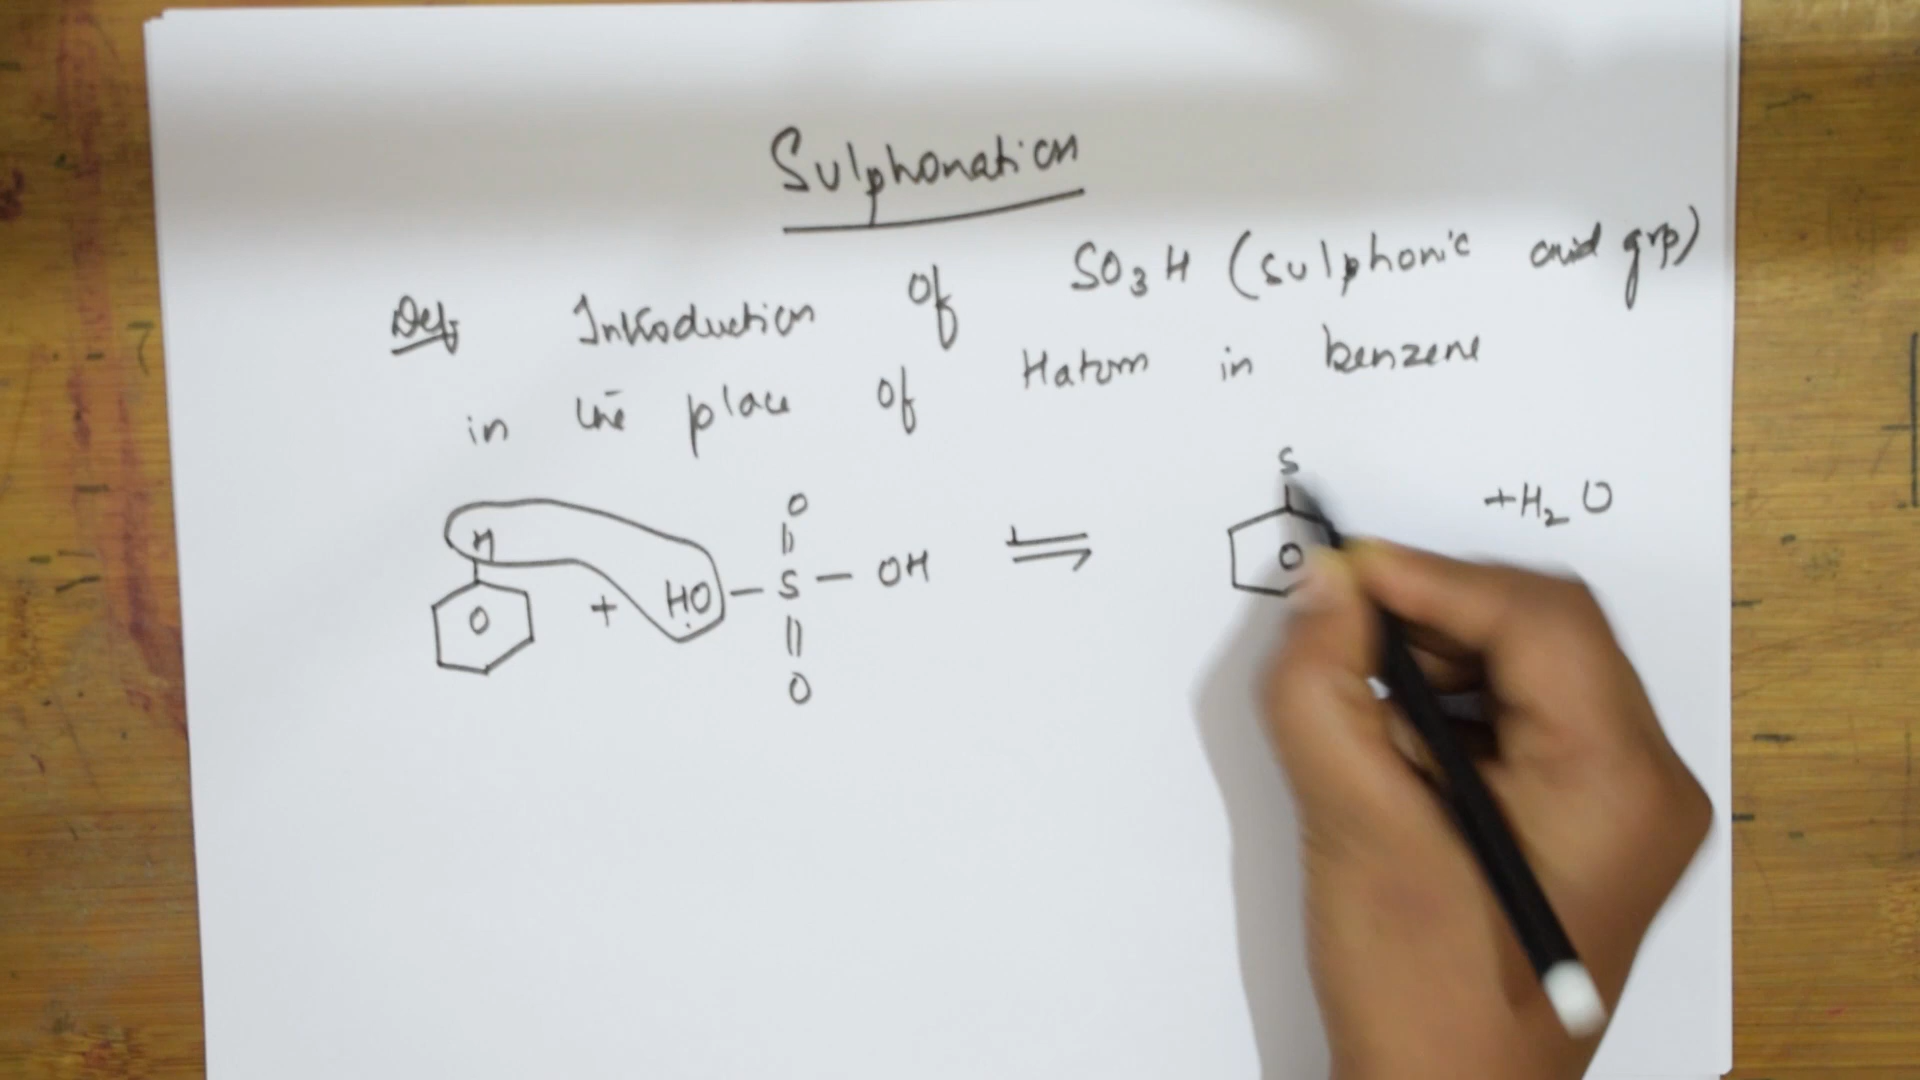 Sulphonation
Def Introduction of SO3H (sulphonic acid grp)
in the place of H atom in benzene
O
||
H + HO – S – OH ⇌ S + H2O
||
O